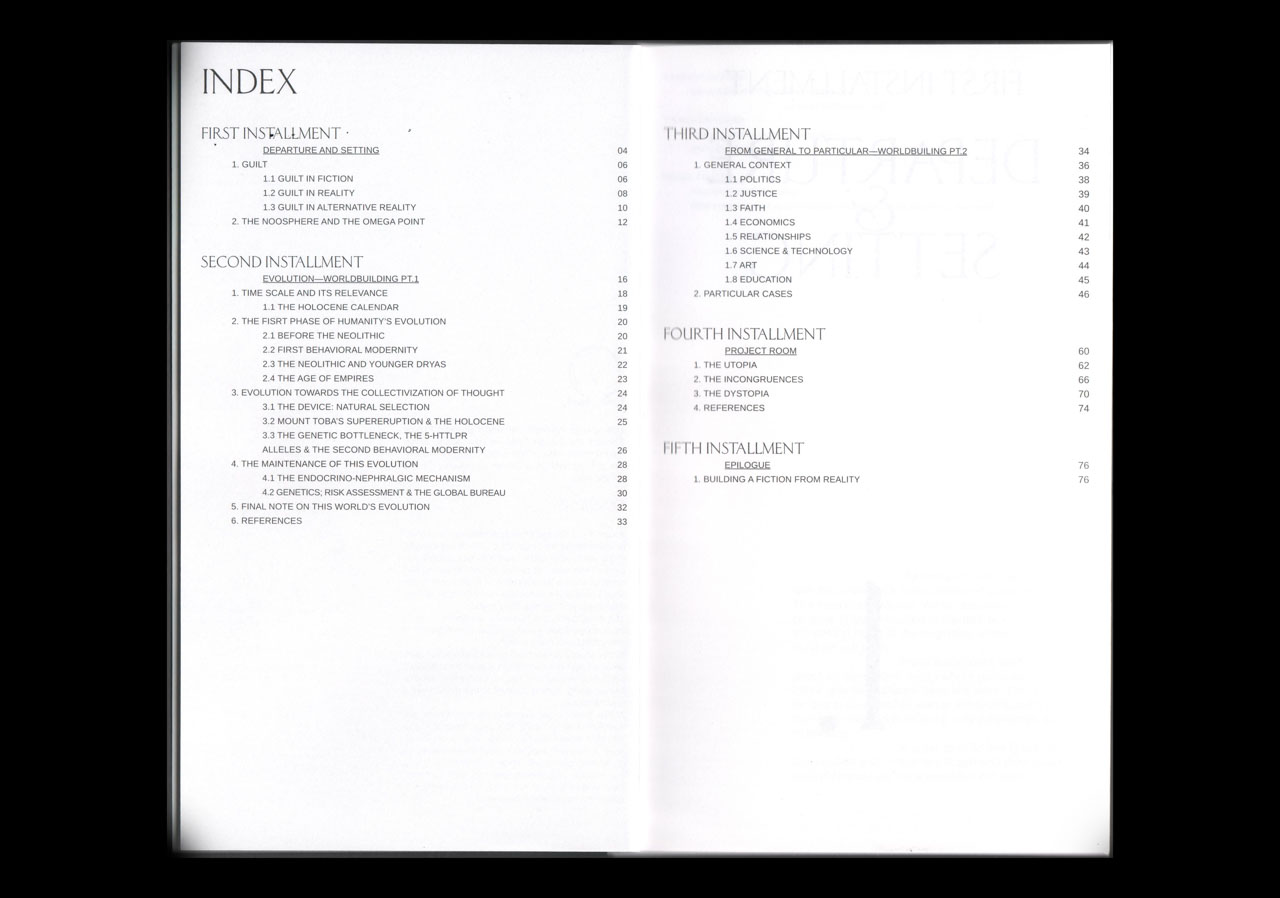 INDEX
FIRST INSTALLMENT
DEPARTURE AND SETTING 04
1. GUILT 06
1.1 GUILT IN FICTION 06
1.2 GUILT IN REALITY 08
1.3 GUILT IN ALTERNATIVE REALITY 10
2. THE NOOSPHERE AND THE OMEGA POINT 12
SECOND INSTALLMENT
EVOLUTION—WORLDBUILDING PT.1 16
1. TIME SCALE AND ITS RELEVANCE 18
1.1 THE HOLOCENE CALENDAR 19
2. THE FISRT PHASE OF HUMANITY'S EVOLUTION 20
2.1 BEFORE THE NEOLITHIC 20
2.2 FIRST BEHAVIORAL MODERNITY 21
2.3 THE NEOLITHIC AND YOUNGER DRYAS 22
2.4 THE AGE OF EMPIRES 23
3. EVOLUTION TOWARDS THE COLLECTIVIZATION OF THOUGHT 24
3.1 THE DEVICE: NATURAL SELECTION 24
3.2 MOUNT TOBA'S SUPERERUPTION & THE HOLOCENE 25
3.3 THE GENETIC BOTTLENECK, THE 5-HTTLPR
ALLELES & THE SECOND BEHAVIORAL MODERNITY 26
4. THE MAINTENANCE OF THIS EVOLUTION 28
4.1 THE ENDOCRINO-NEPHRALGIC MECHANISM 28
4.2 GENETICS; RISK ASSESSMENT & THE GLOBAL BUREAU 30
5. FINAL NOTE ON THIS WORLD'S EVOLUTION 32
6. REFERENCES 33
THIRD INSTALLMENT
FROM GENERAL TO PARTICULAR—WORLDBUILING PT.2 34
1. GENERAL CONTEXT 36
1.1 POLITICS 38
1.2 JUSTICE 39
1.3 FAITH 40
1.4 ECONOMICS 41
1.5 RELATIONSHIPS 42
1.6 SCIENCE & TECHNOLOGY 43
1.7 ART 44
1.8 EDUCATION 45
2. PARTICULAR CASES 46
FOURTH INSTALLMENT
PROJECT ROOM 60
1. THE UTOPIA 62
2. THE INCONGRUENCES 66
3. THE DYSTOPIA 70
4. REFERENCES 74
FIFTH INSTALLMENT
EPILOGUE 76
1. BUILDING A FICTION FROM REALITY 76